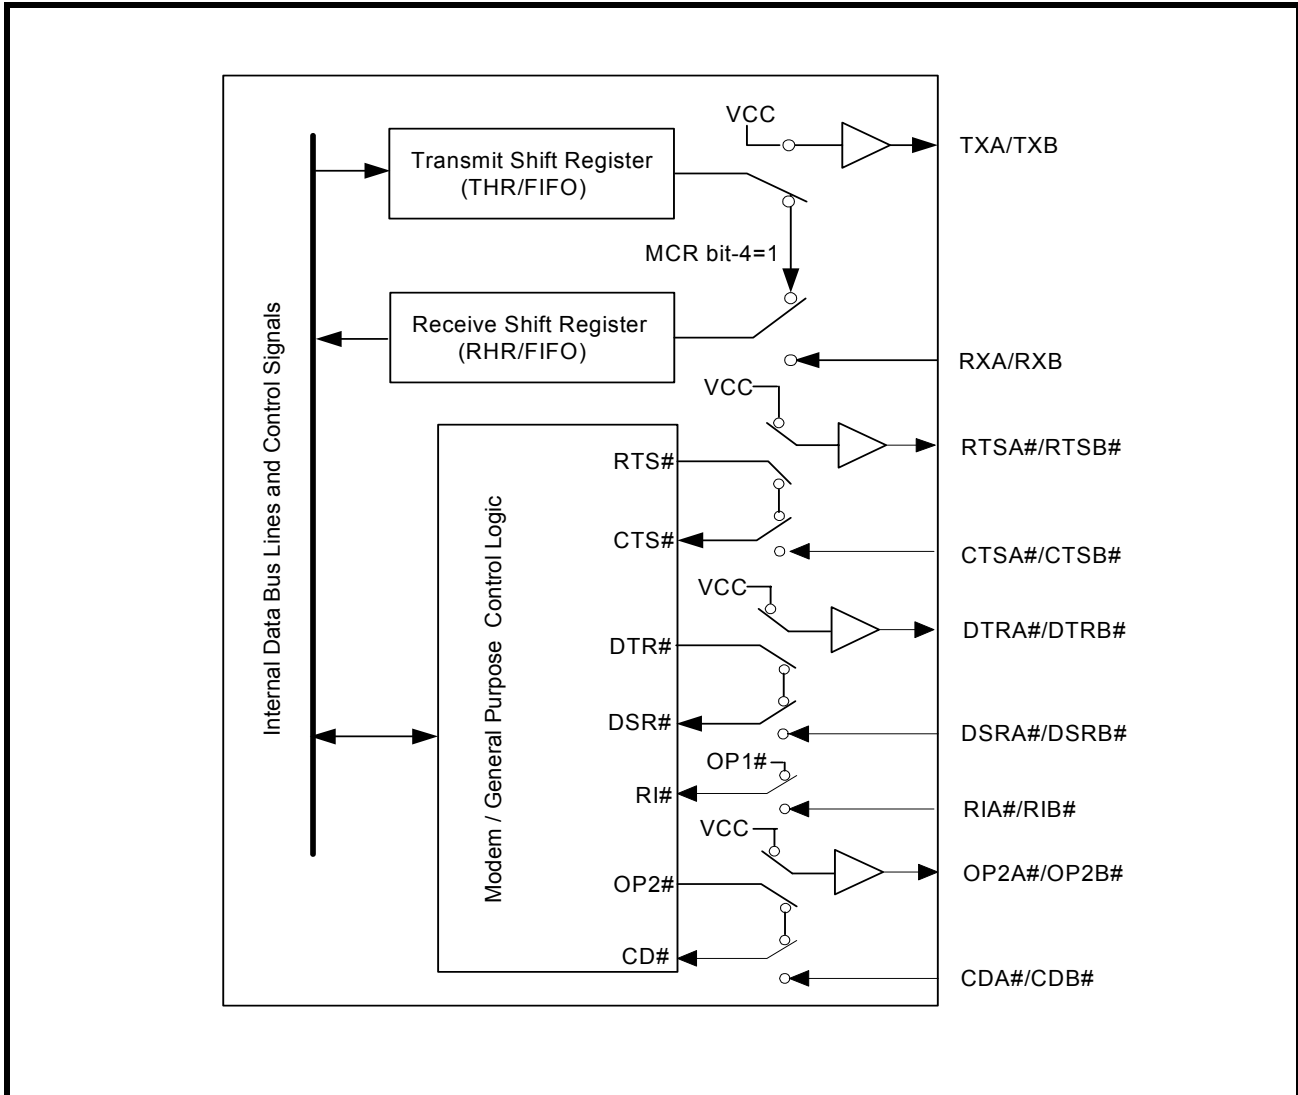 VCC
TXA/TXB
Transmit Shift Register
(THR/FIFO)
MCR bit-4=1
Receive Shift Register
(RHR/FIFO)
RXA/RXB
Internal Data Bus Lines and Control Signals
Modem / General Purpose Control Logic
VCC
RTSA#/RTSB#
RTS#
CTS#
CTSA#/CTSB#
VCC
DTRA#/DTRB#
DTR#
DSR#
DSRA#/DSRB#
OP1#
RI#
RIA#/RIB#
VCC
OP2A#/OP2B#
OP2#
CD#
CDA#/CDB#